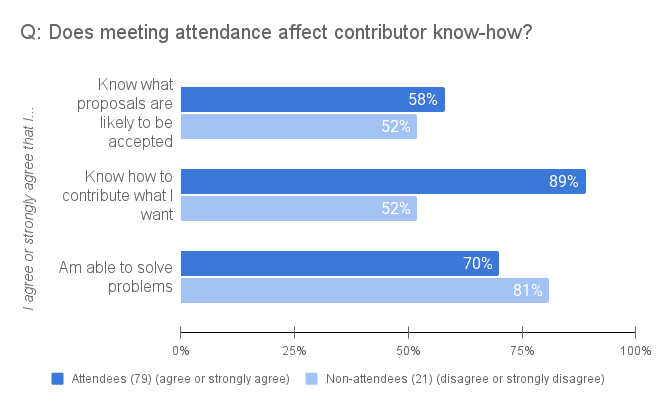 Q: Does meeting attendance affect contributor know-how?
I agree or strongly agree that I...
Know what
proposals are
likely to be
accepted
58%
52%
Know how to
contribute what I
want
89%
52%
Am able to solve
problems
70%
81%
0% 25% 50% 75% 100%
Attendees (79) (agree or strongly agree) Non-attendees (21) (disagree or strongly disagree)